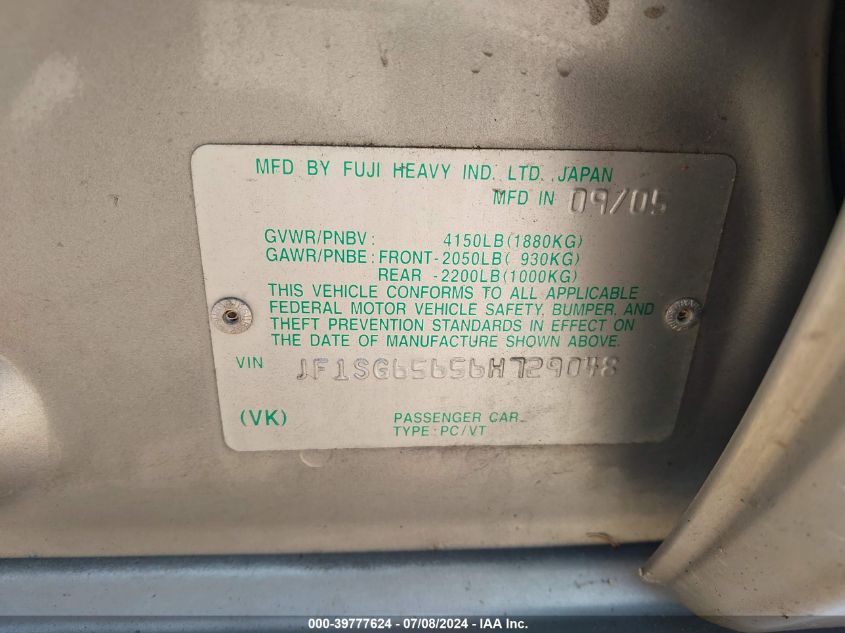 MFD BY FUJI HEAVY IND. LTD. JAPAN
MFD IN 09/05
GVWR/PNBV: 4150LB(1880KG)
GAWR/PNBE: FRONT-2050LB( 930KG)
REAR -2200LB(1000KG)
THIS VEHICLE CONFORMS TO ALL APPLICABLE
FEDERAL MOTOR VEHICLE SAFETY, BUMPER, AND
THEFT PREVENTION STANDARDS IN EFFECT ON
THE DATE OF MANUFACTURE SHOWN ABOVE.
VIN JF1SG65656H729048
(VK) PASSENGER CAR
TYPE:PC/VT
000-39777624 - 07/08/2024 - IAA Inc.